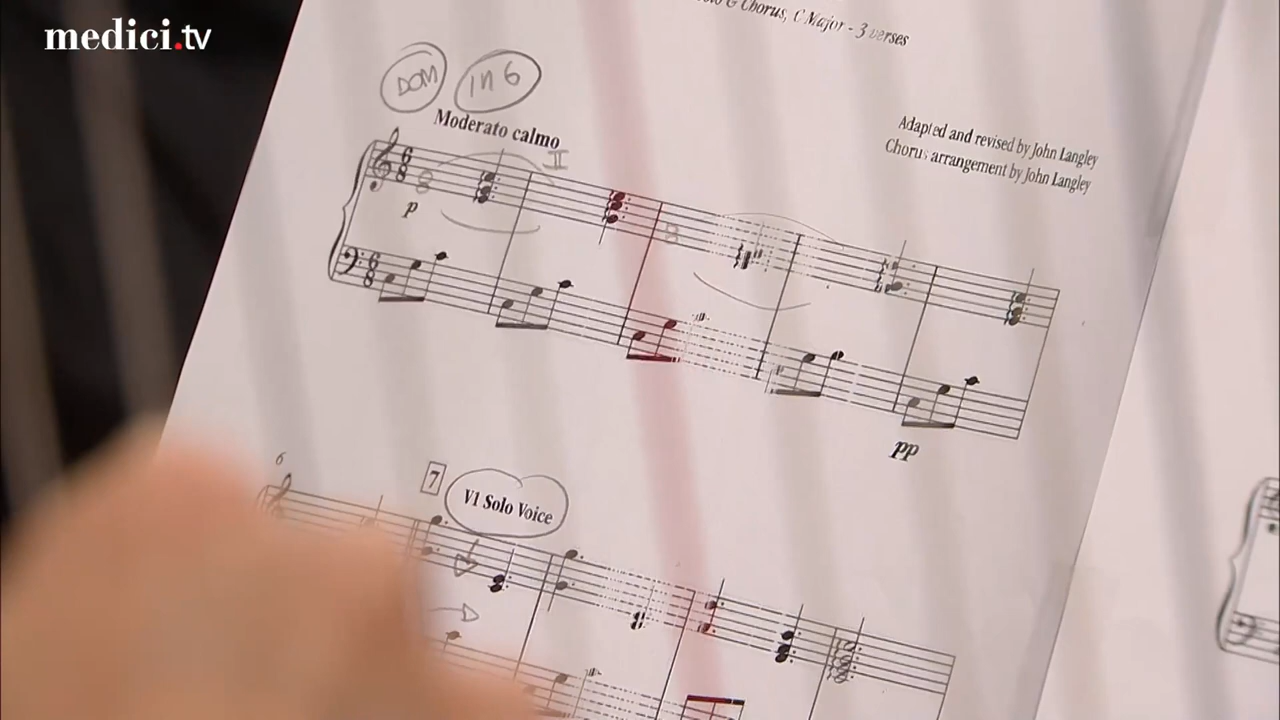 medici.tv
& Chorus, C Major - 3 verses
DOM
in 6
Moderato calmo
II
Adapted and revised by John Langley
Chorus arrangement by John Langley
p
pp
6
7
V1 Solo Voice